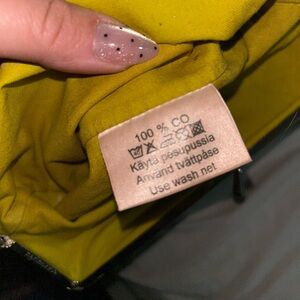 100 % CO
Käytä pesupussia
Använd tvättpåse
Use wash net